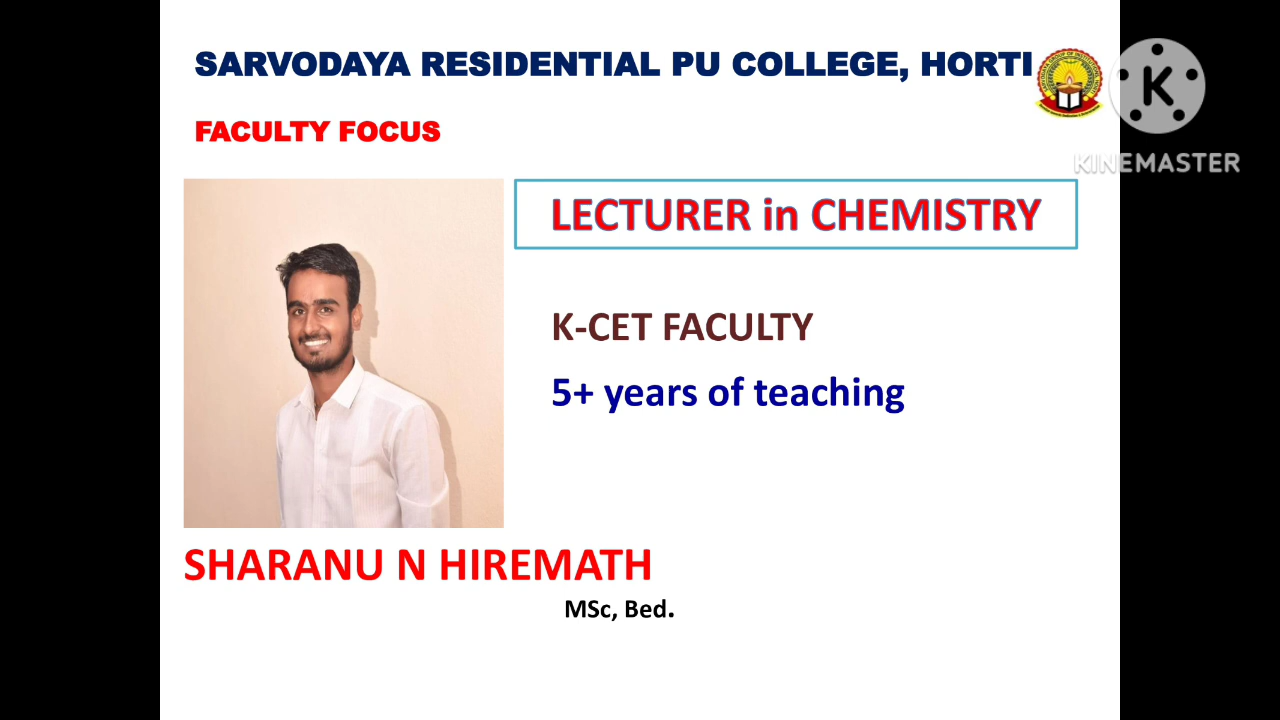 SARVODAYA RESIDENTIAL PU COLLEGE, HORTI
K
KINEMASTER
FACULTY FOCUS
LECTURER in CHEMISTRY
K-CET FACULTY
5+ years of teaching
SHARANU N HIREMATH
MSc, Bed.